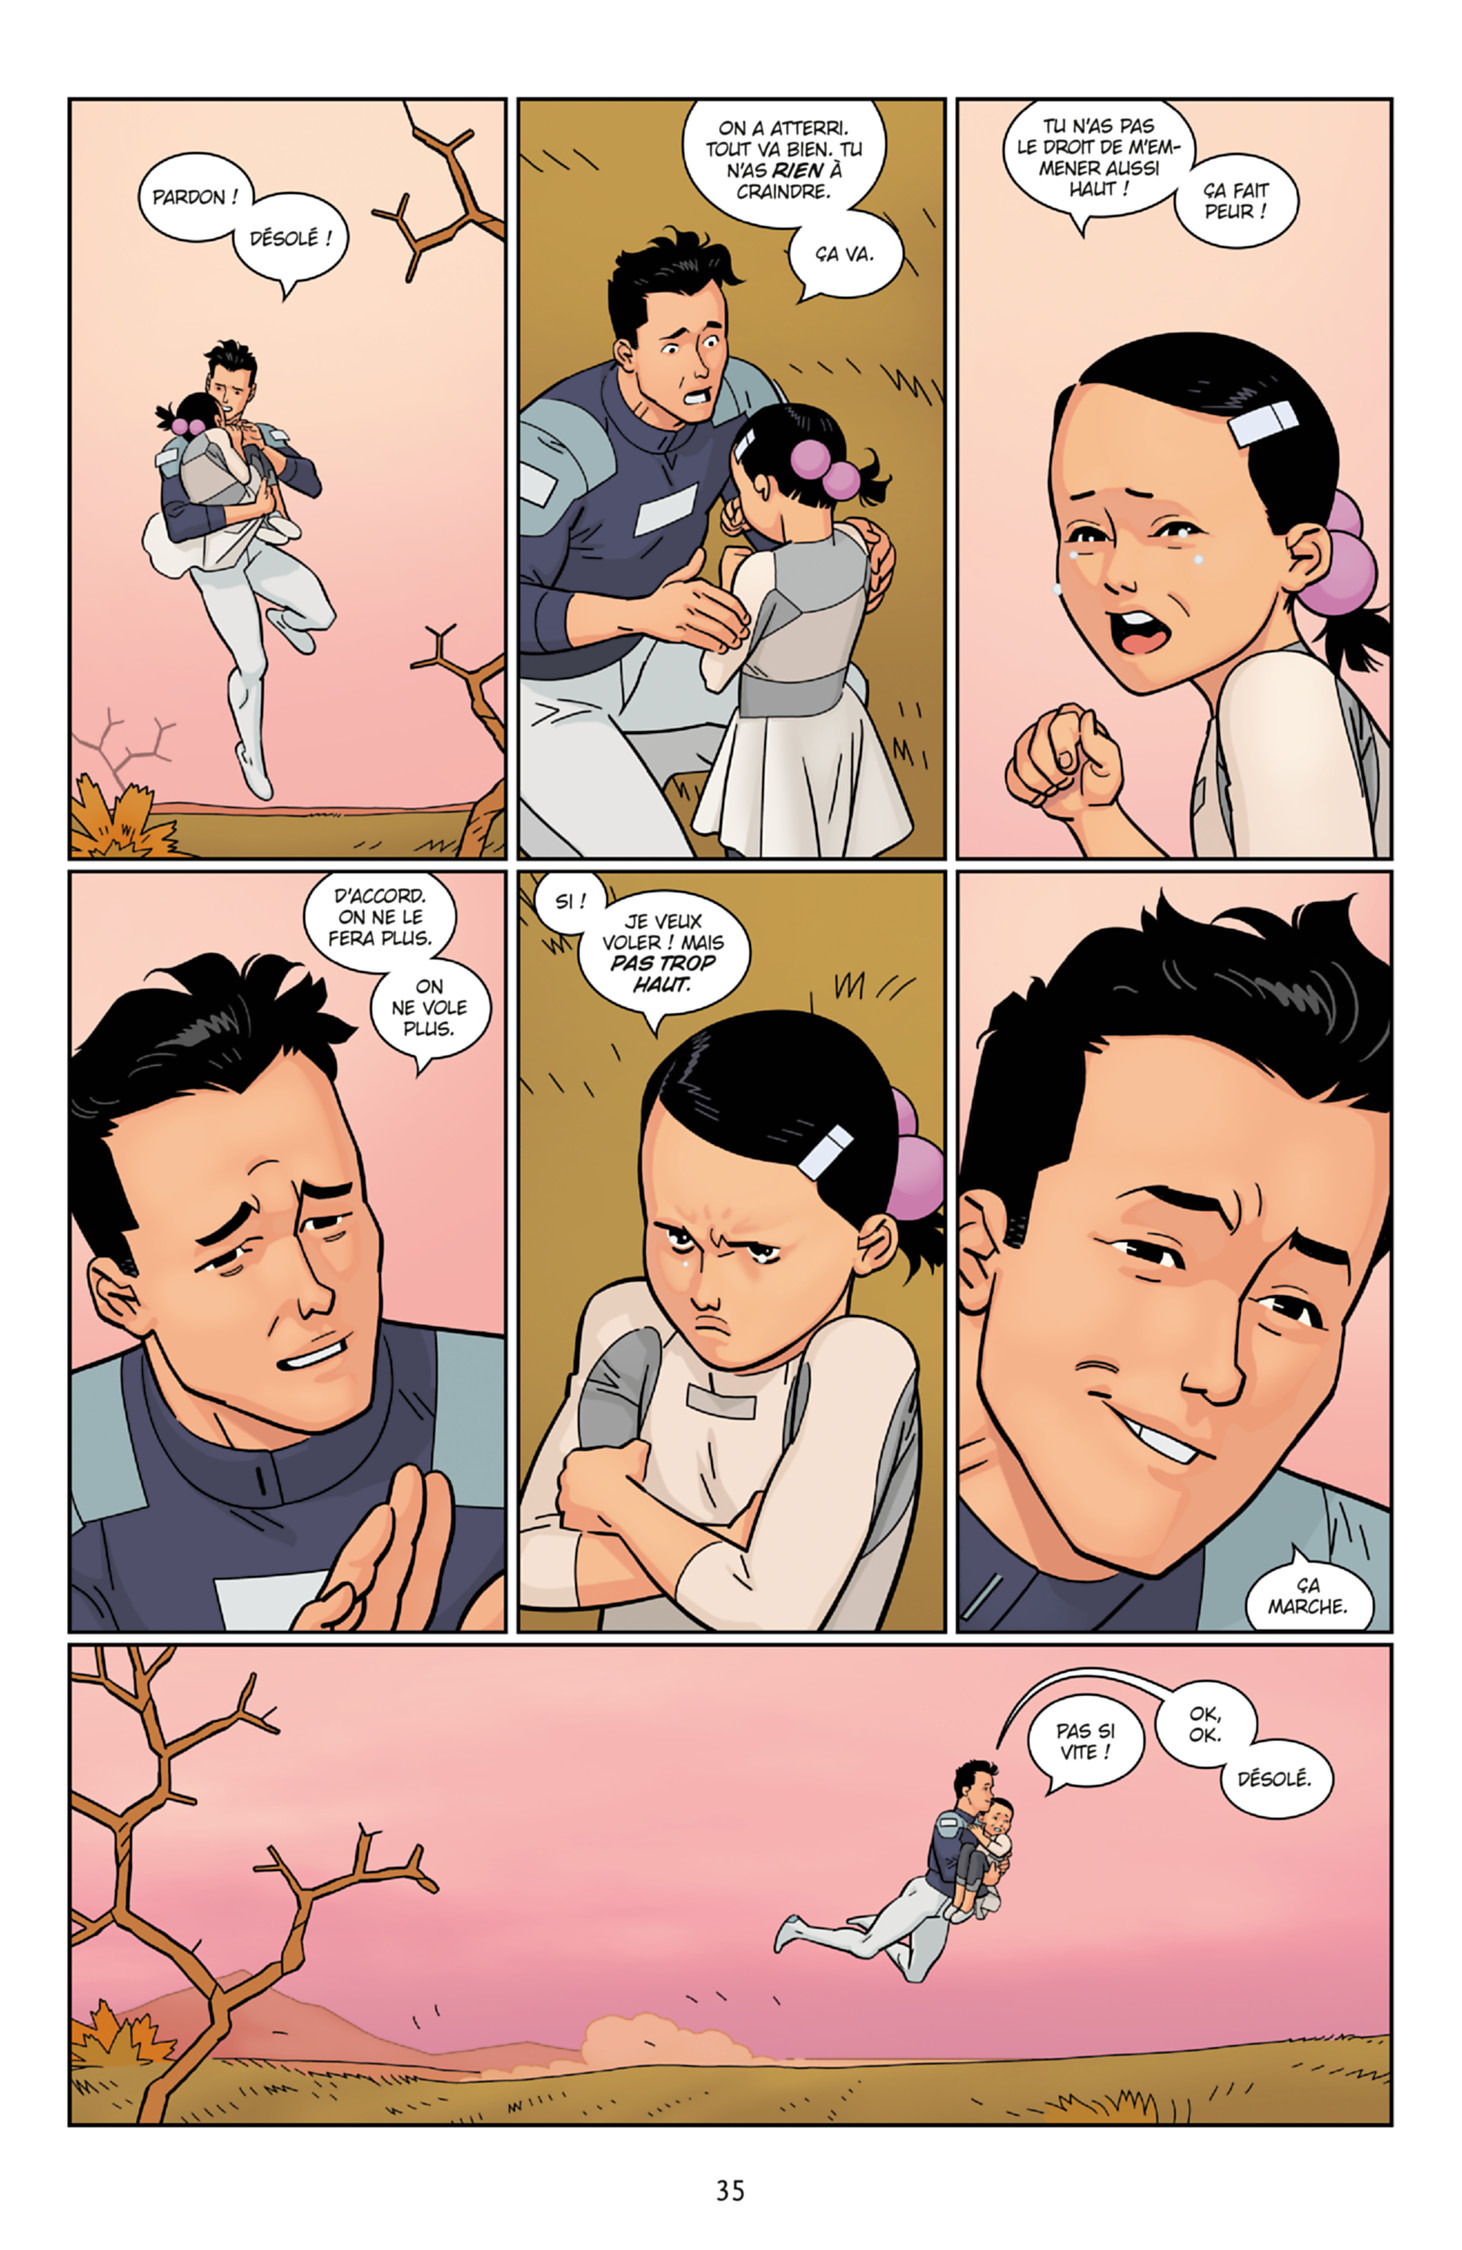 PARDON !
DÉSOLÉ !
ON A ATTERRI.
TOUT VA BIEN. TU
N'AS RIEN À
CRAINDRE.
ÇA VA.
TU N'AS PAS
LE DROIT DE M'EM-
MENER AUSSI
HAUT !
ÇA FAIT
PEUR !
D'ACCORD.
ON NE LE
FERA PLUS.
ON
NE VOLE
PLUS.
SI !
JE VEUX
VOLER ! MAIS
PAS TROP
HAUT.
ÇA
MARCHE.
PAS SI
VITE !
OK,
OK.
DÉSOLÉ.
35